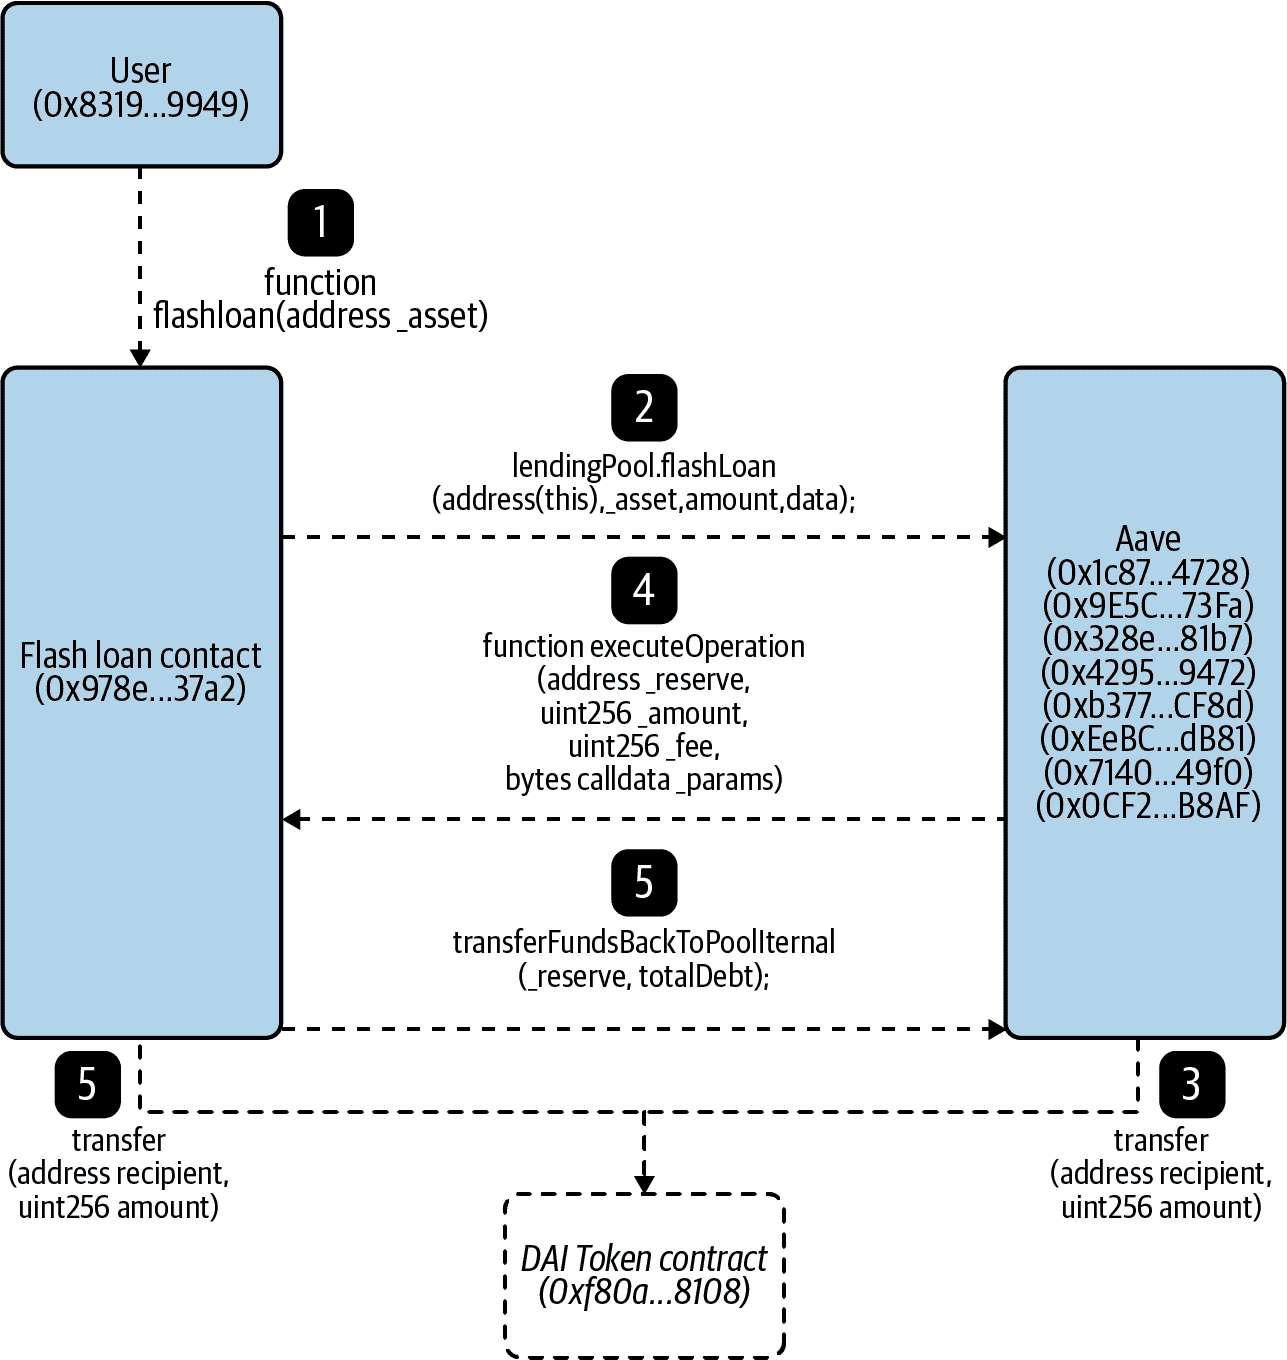 User
(0x8319...9949)
1
function
flashloan(address _asset)
2
lendingPool.flashLoan
(address(this),_asset,amount,data);
4
function executeOperation
(address _reserve,
uint256 _amount,
uint256 _fee,
bytes calldata _params)
Flash loan contact
(0x978e...37a2)
Aave
(0x1c87...4728)
(0x9E5C...73Fa)
(0x328e...81b7)
(0x4295...9472)
(0xb377...CF8d)
(0xEeBC...dB81)
(0x7140...49f0)
(0x0CF2...B8AF)
5
transferFundsBackToPoolIternal
(_reserve, totalDebt);
5
transfer
(address recipient,
uint256 amount)
3
transfer
(address recipient,
uint256 amount)
DAI Token contract
(0xf80a...8108)